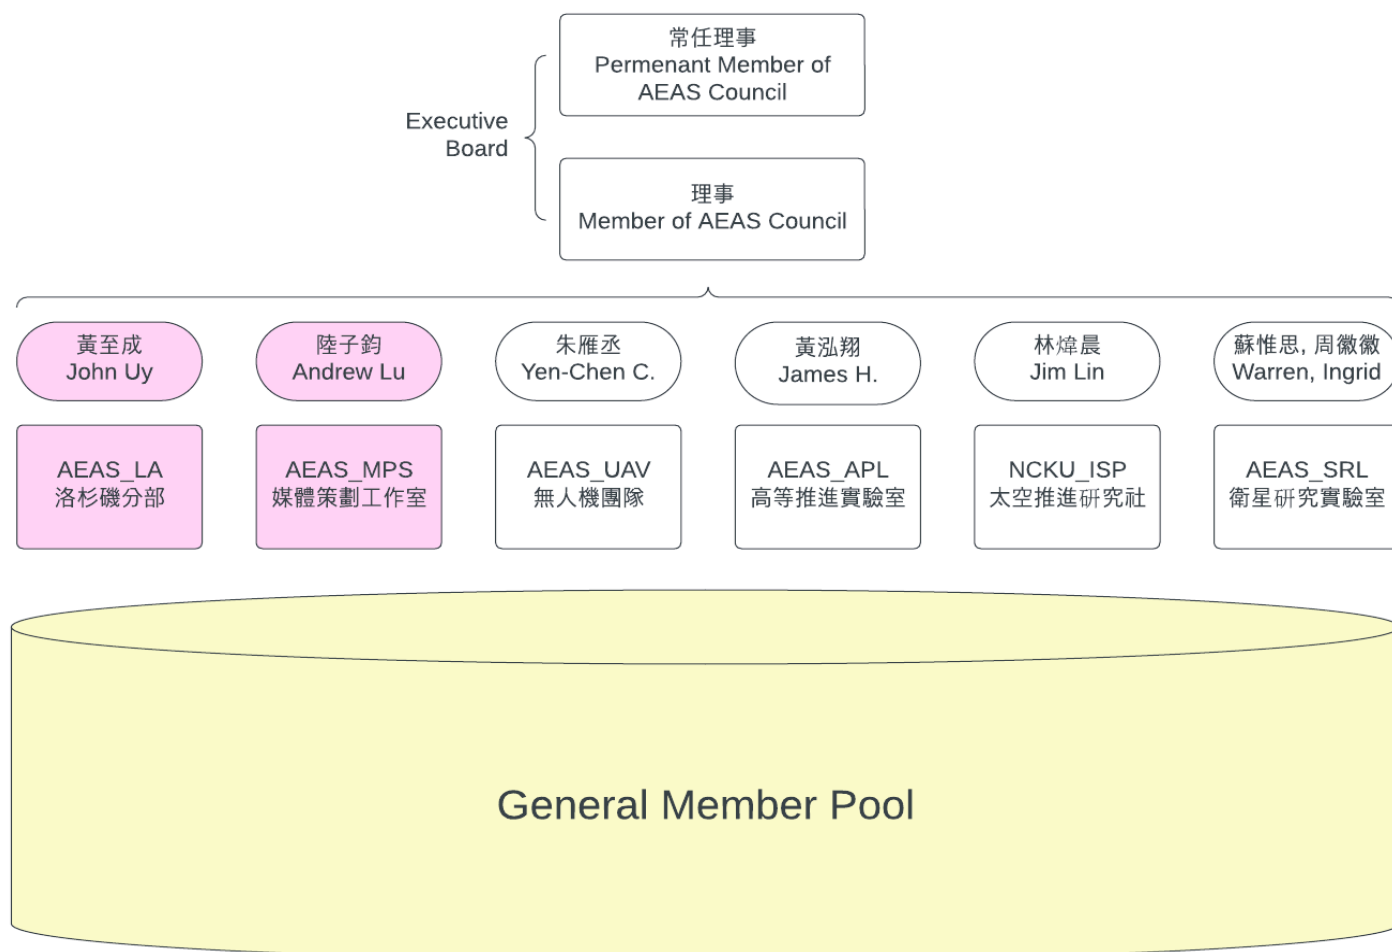 常任理事
Permenant Member of
AEAS Council
Executive
Board
理事
Member of AEAS Council
黃至成
John Uy
陸子鈞
Andrew Lu
朱雁丞
Yen-Chen C.
黃泓翔
James H.
林煒晨
Jim Lin
蘇惟思, 周徽徽
Warren, Ingrid
AEAS_LA
洛杉磯分部
AEAS_MPS
媒體策劃工作室
AEAS_UAV
無人機團隊
AEAS_APL
高等推進實驗室
NCKU_ISP
太空推進研究社
AEAS_SRL
衛星研究實驗室
General Member Pool